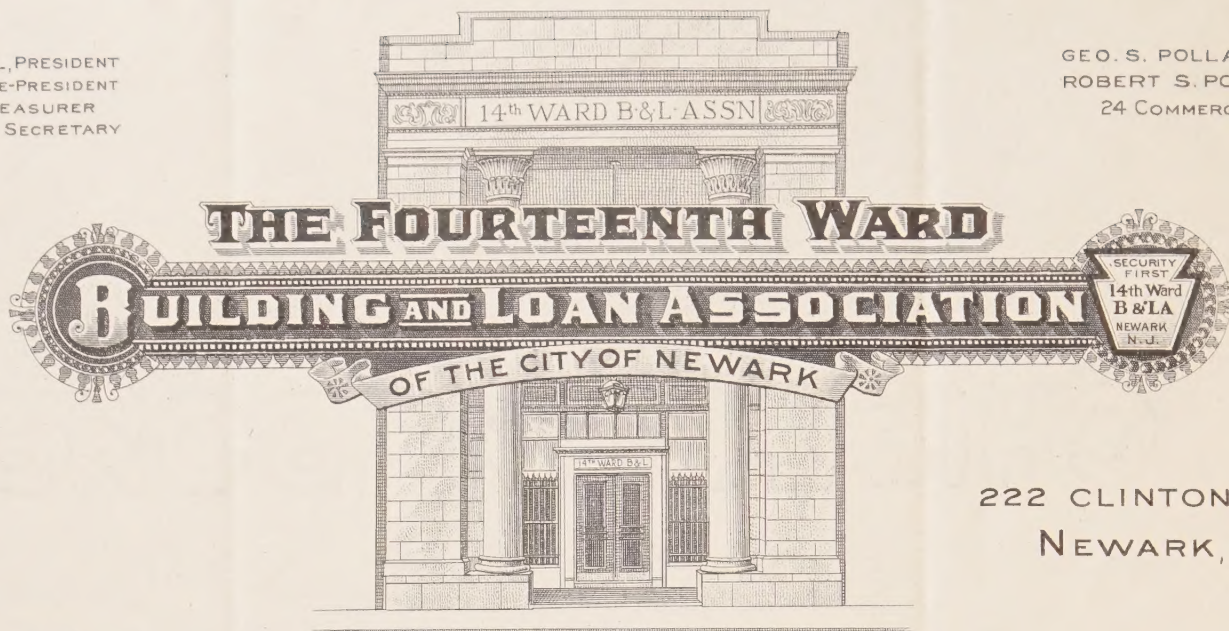 PRESIDENT
EASURER
SECRETARY
GEO. S. POLLA
ROBERT S. PO
24 COMMERC
14th WARD B·&·L·ASSN
THE FOURTEENTH WARD
BUILDING AND LOAN ASSOCIATION
SECURITY
FIRST
14th Ward
B & LA
NEWARK
N.J.
OF THE CITY OF NEWARK
14TH WARD B&L
222 CLINTON
NEWARK,